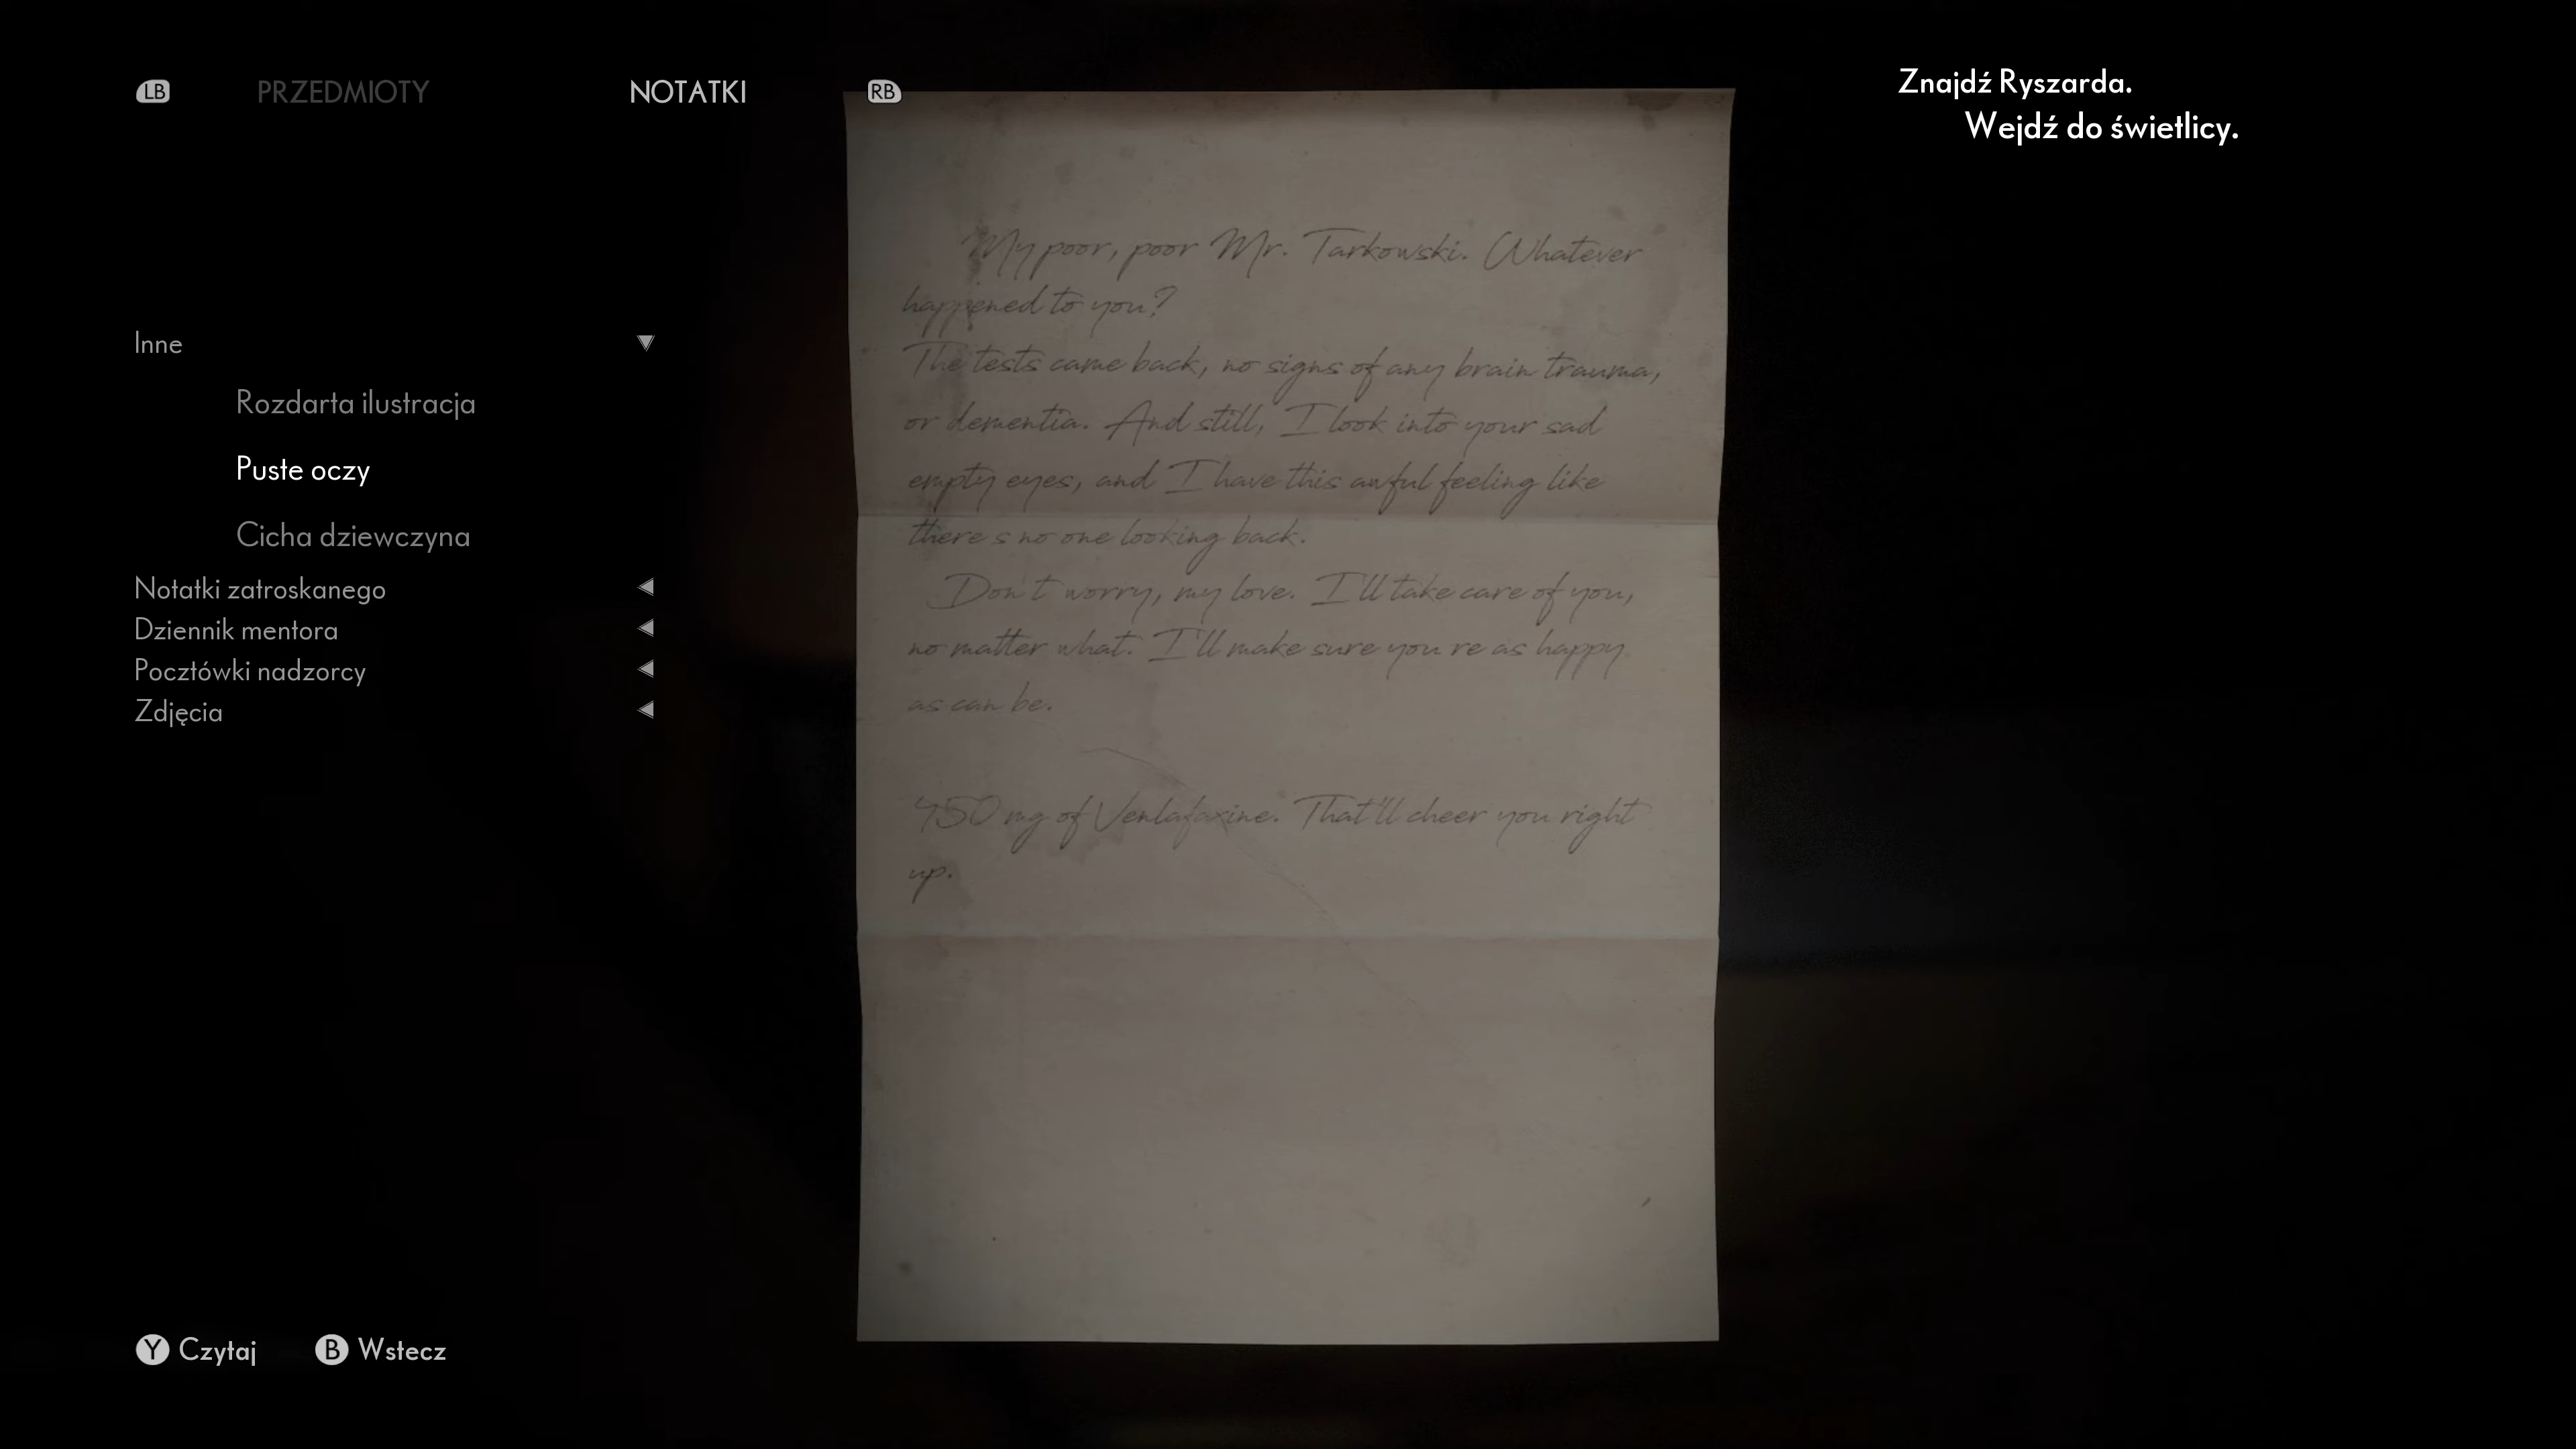 LB PRZEDMIOTY NOTATKI RB
Znajdź Ryszarda.
Wejdź do świetlicy.
Inne
Rozdarta ilustracja
Puste oczy
Cicha dziewczyna
Notatki zatroskanego
Dziennik mentora
Pocztówki nadzorcy
Zdjęcia
My poor, poor Mr. Tarkowski. Whatever
happened to you?
The tests came back, no signs of any brain trauma,
or dementia. And still, I look into your sad
empty eyes, and I have this awful feeling like
there s no one looking back.
Don't worry, my love. I'll take care of you,
no matter what. I'll make sure you re as happy
as can be.
450 mg of Venlafaxine. That'll cheer you right
up.
Y Czytaj B Wstecz